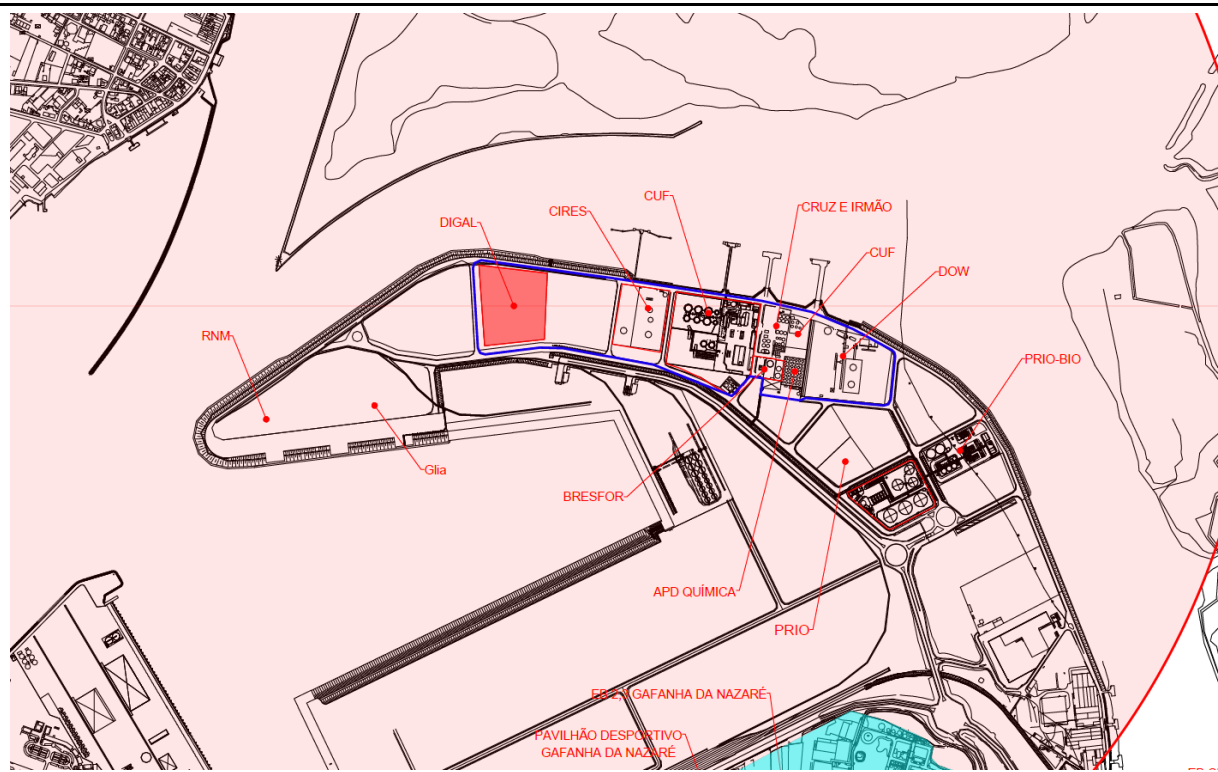 CUF
CRUZ E IRMÃO
CIRES
DIGAL
CUF
DOW
RNM
PRIO-BIO
Glia
BRESFOR
APD QUÍMICA
PRIO
EB 2,3 GAFANHA DA NAZARÉ
PAVILHÃO DESPORTIVO
GAFANHA DA NAZARÉ